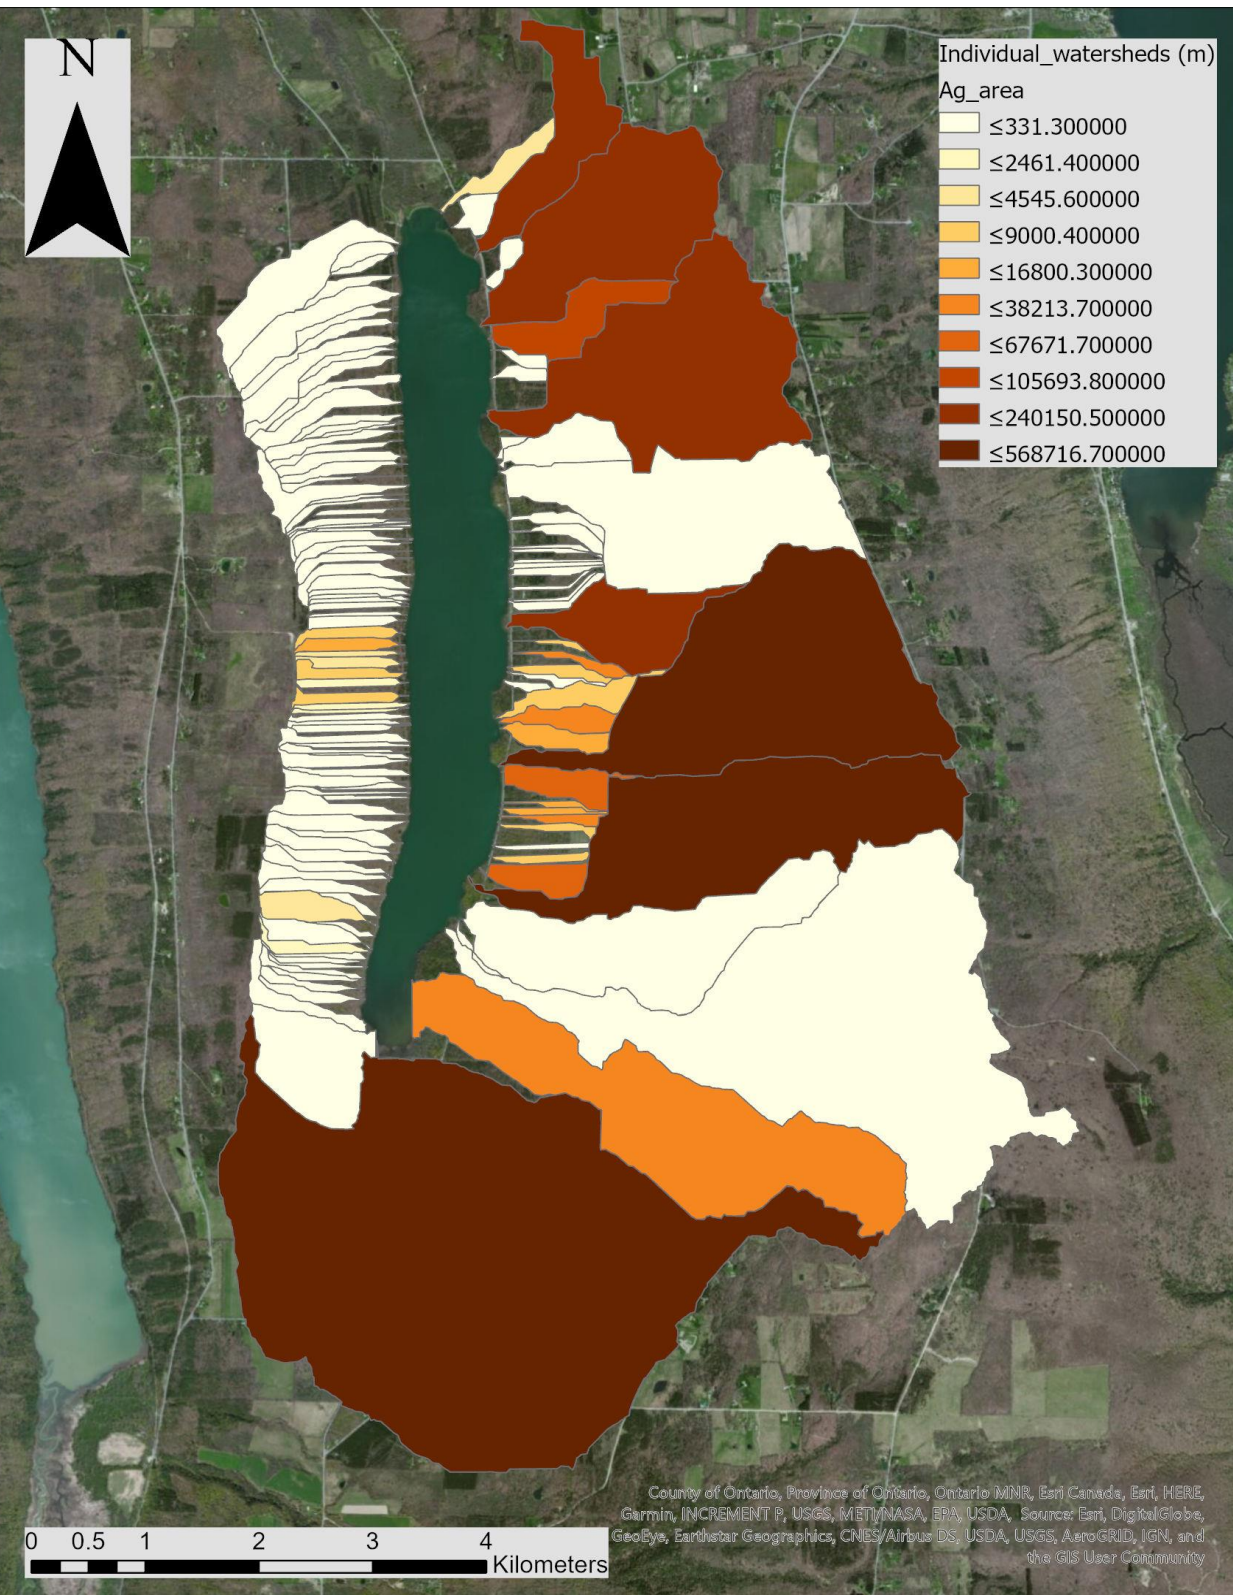 N
Individual_watersheds (m)
Ag_area
≤331.300000
≤2461.400000
≤4545.600000
≤9000.400000
≤16800.300000
≤38213.700000
≤67671.700000
≤105693.800000
≤240150.500000
≤568716.700000
County of Ontario, Province of Ontario, Ontario MNR, Esri Canada, Esri, HERE,
Garmin, INCREMENT P, USGS, METI/NASA, EPA, USDA, Source: Esri, DigitalGlobe,
GeoEye, Earthstar Geographics, CNES/Airbus DS, USDA, USGS, AeroGRID, IGN, and
the GIS User Community
0 0.5 1 2 3 4
Kilometers